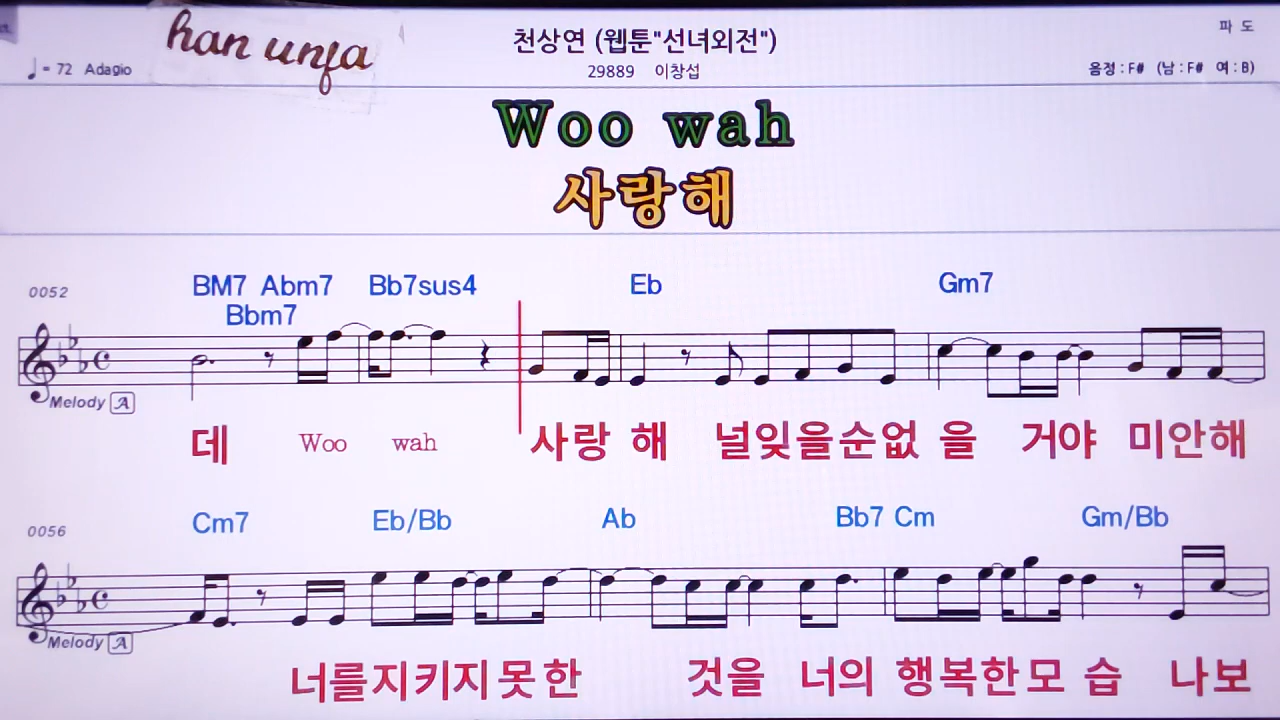 han unja
천상연 (웹툰"선녀외전")
파 도
♩= 72 Adagio
29889 이창섭
음정 : F# (남 : F# 여 : B)
Woo wah
사랑해
0052
BM7 Abm7 Bb7sus4 Eb Gm7
Bbm7
Melody A
데 Woo wah 사랑 해 널잊을순없 을 거야 미안해
0056
Cm7 Eb/Bb Ab Bb7 Cm Gm/Bb
Melody A
너를지키지못한 것을 너의 행복한모 습 나보